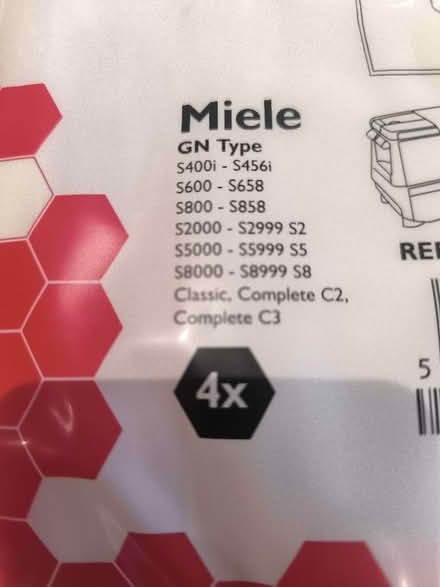 Miele
GN Type
S400i - S456i
S600 - S658
S800 - S858
S2000 - S2999 S2
S5000 - S5999 S5
S8000 - S8999 S8
Classic, Complete C2,
Complete C3
4x
5